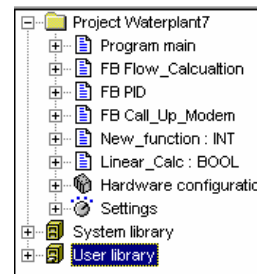 Project Waterplant7
Program main
FB Flow_Calcualtion
FB PID
FB Call_Up_Modem
New_function : INT
Linear_Calc : BOOL
Hardware configuratic
Settings
System library
User library